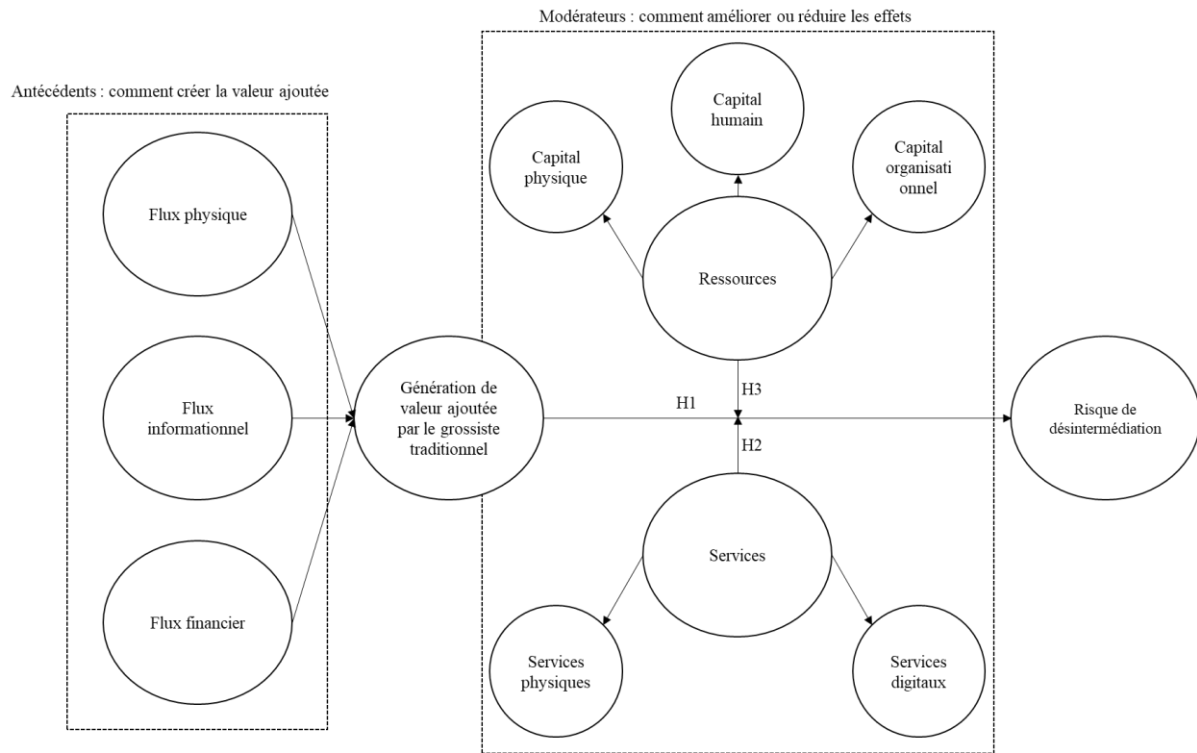 Modérateurs : comment améliorer ou réduire les effets
Antécédents : comment créer la valeur ajoutée
Flux physique
Flux
informationnel
Flux financier
Génération de
valeur ajoutée
par le grossiste
traditionnel
Capital
physique
Capital
humain
Capital
organisati
onnel
Ressources
H1
H3
H2
Services
Services
physiques
Services
digitaux
Risque de
désintermédiation